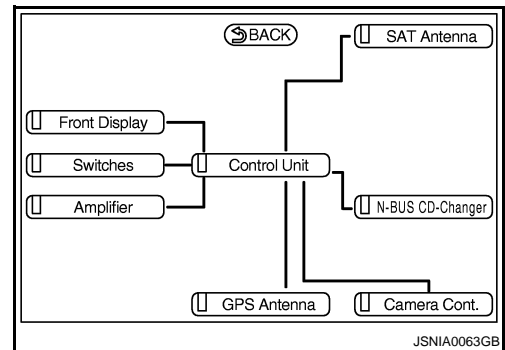 BACK
SAT Antenna
Front Display
Switches
Control Unit
Amplifier
N-BUS CD-Changer
GPS Antenna
Camera Cont.
JSNIA0063GB